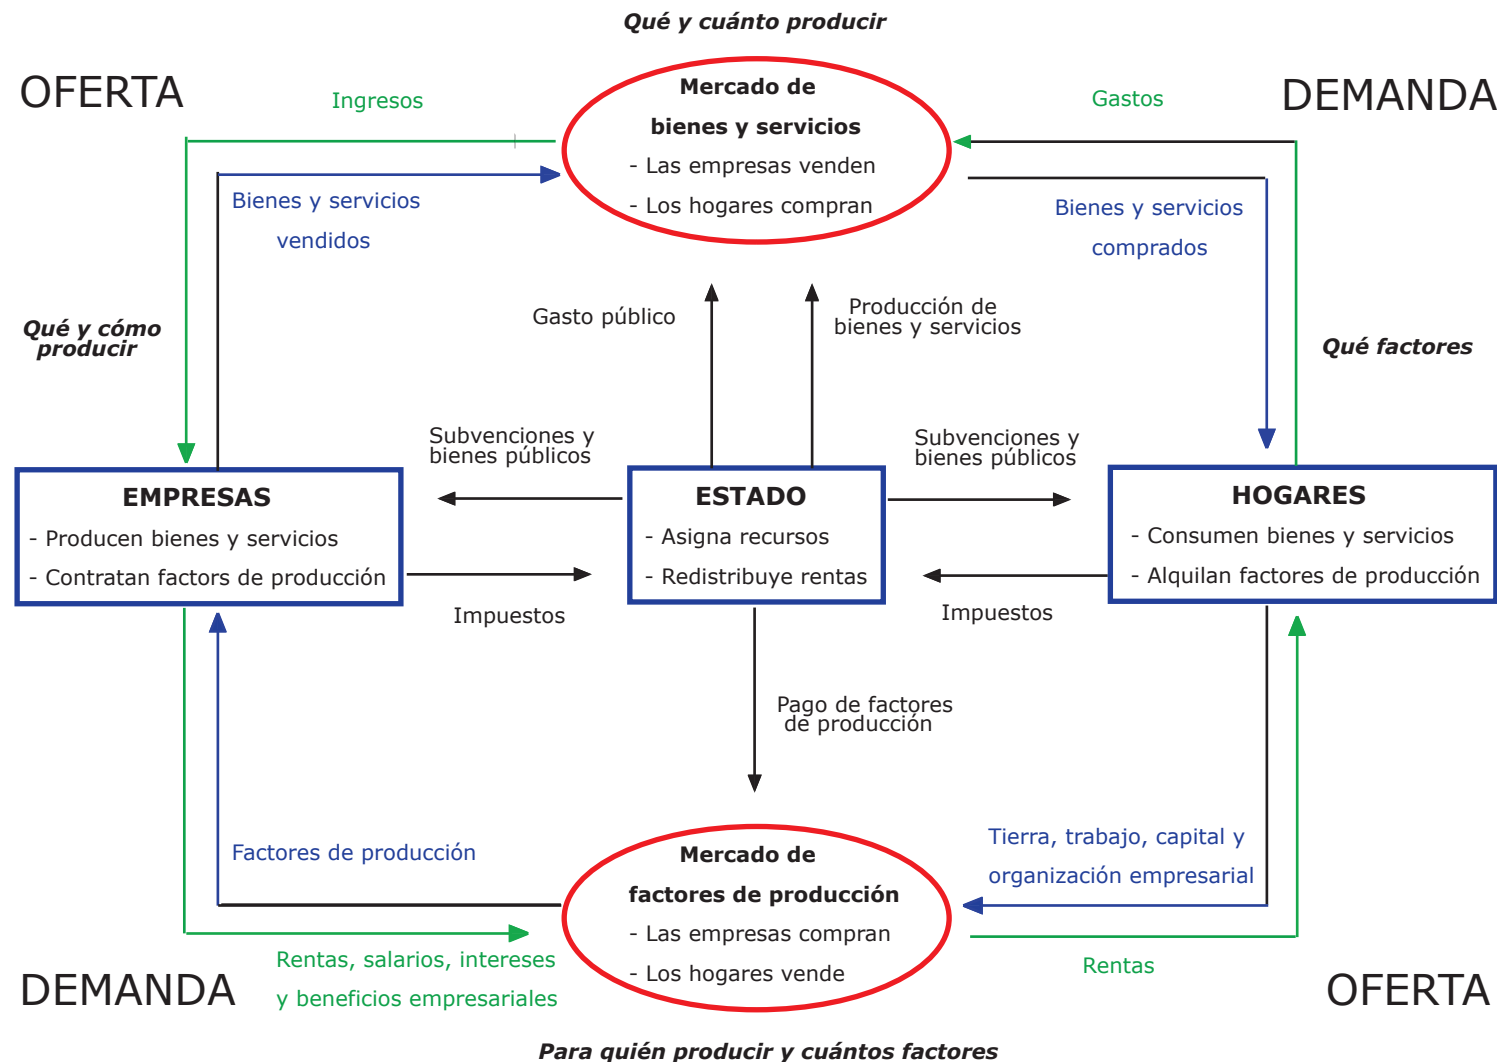 Qué y cuánto producir
OFERTA
DEMANDA
Ingresos
Gastos
Mercado de
bienes y servicios
- Las empresas venden
- Los hogares compran
Bienes y servicios
vendidos
Bienes y servicios
comprados
Gasto público
Producción de
bienes y servicios
Qué y cómo
producir
Qué factores
Subvenciones y
bienes públicos
Subvenciones y
bienes públicos
EMPRESAS
- Producen bienes y servicios
- Contratan factors de producción
ESTADO
- Asigna recursos
- Redistribuye rentas
HOGARES
- Consumen bienes y servicios
- Alquilan factores de producción
Impuestos
Impuestos
Pago de factores
de producción
Factores de producción
Tierra, trabajo, capital y
organización empresarial
Mercado de
factores de producción
- Las empresas compran
- Los hogares vende
Rentas, salarios, intereses
y beneficios empresariales
Rentas
DEMANDA
OFERTA
Para quién producir y cuántos factores